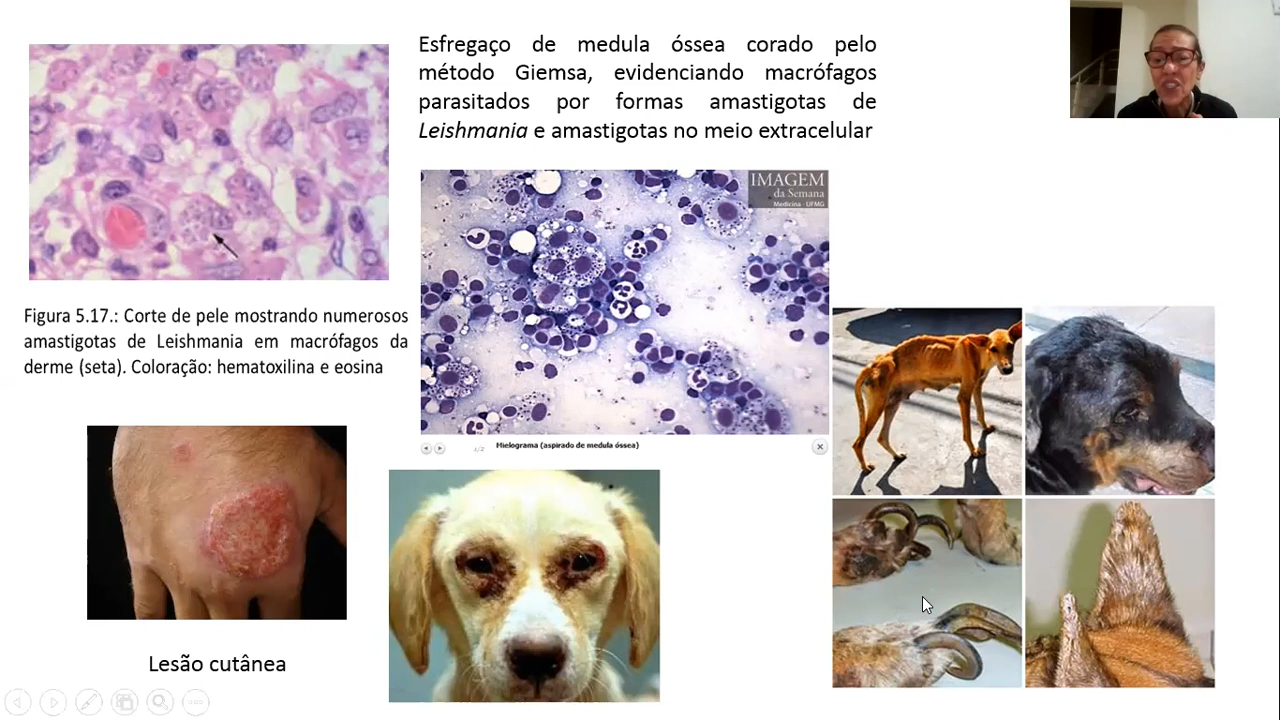 Esfregaço de medula óssea corado pelo
método Giemsa, evidenciando macrófagos
parasitados por formas amastigotas de
Leishmania e amastigotas no meio extracelular
IMAGEM
da Semana
Medicina - UFMG
Figura 5.17.: Corte de pele mostrando numerosos
amastigotas de Leishmania em macrófagos da
derme (seta). Coloração: hematoxilina e eosina
1/2
Mielograma (aspirado de medula óssea)
Lesão cutânea